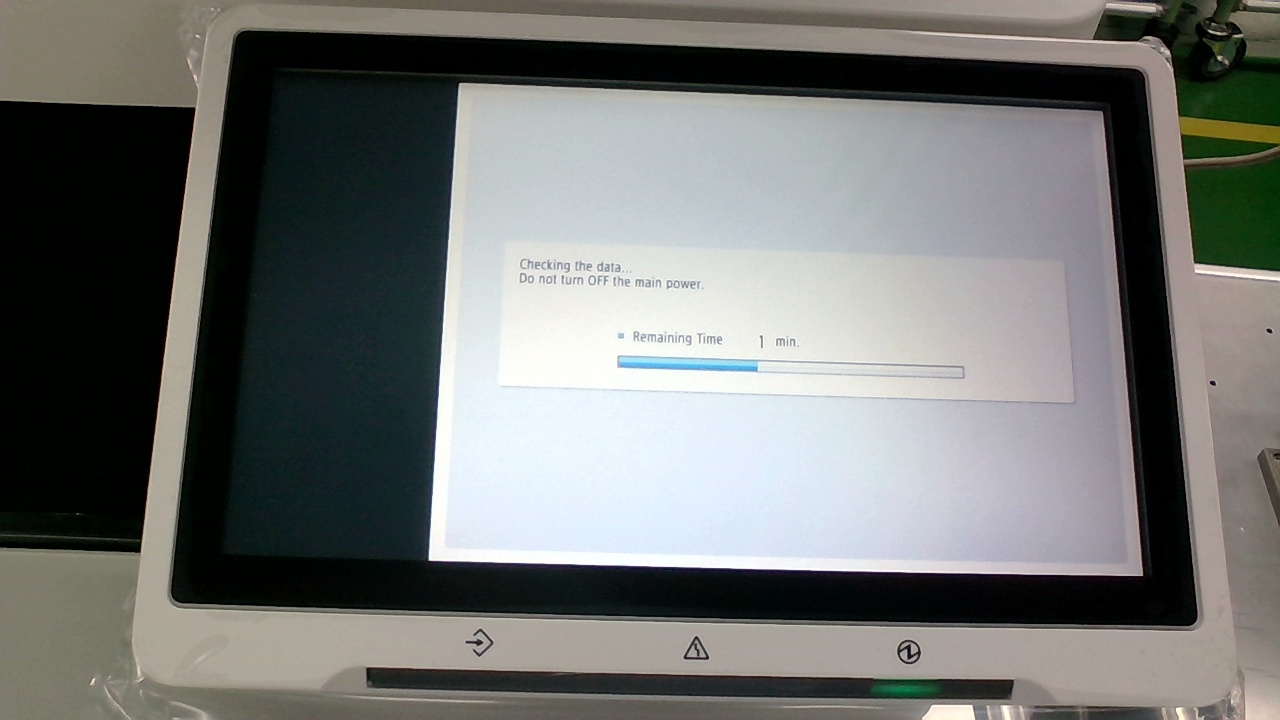 Checking the data...
Do not turn OFF the main power.
Remaining Time 1 min.